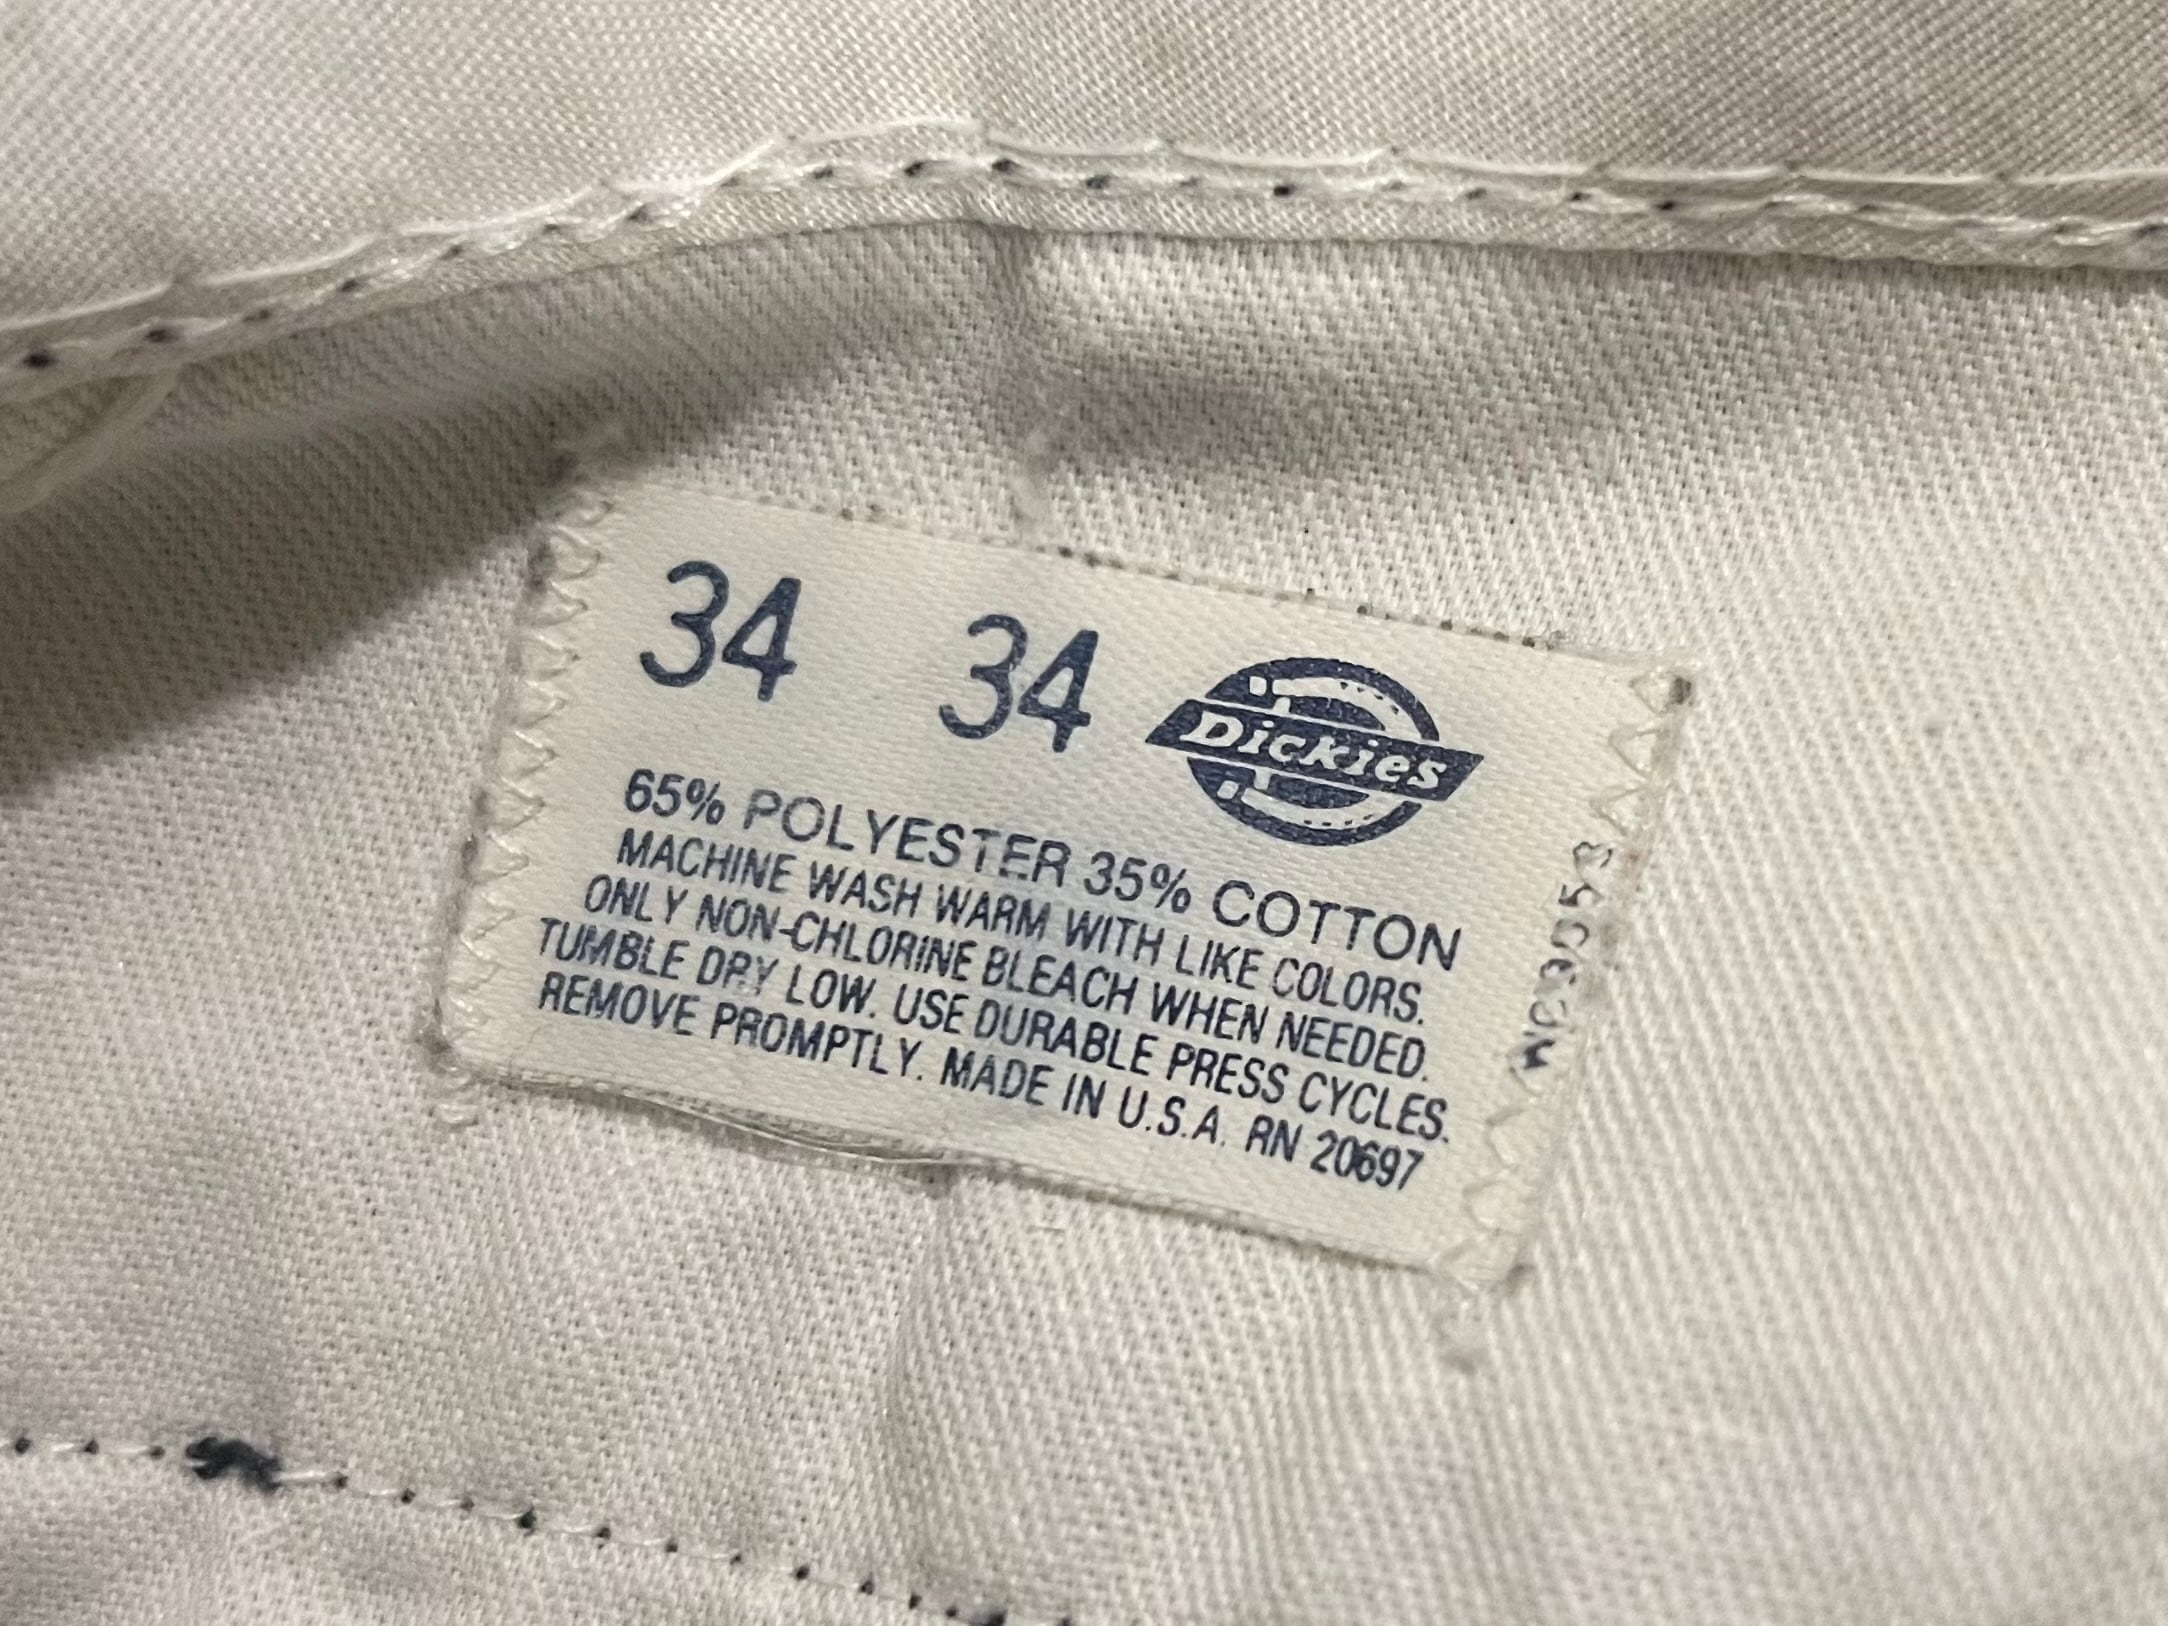 34 34 Dickies
65% POLYESTER 35% COTTON
MACHINE WASH WARM WITH LIKE COLORS.
ONLY NON-CHLORINE BLEACH WHEN NEEDED.
TUMBLE DRY LOW. USE DURABLE PRESS CYCLES.
REMOVE PROMPTLY. MADE IN U.S.A. RN 20697